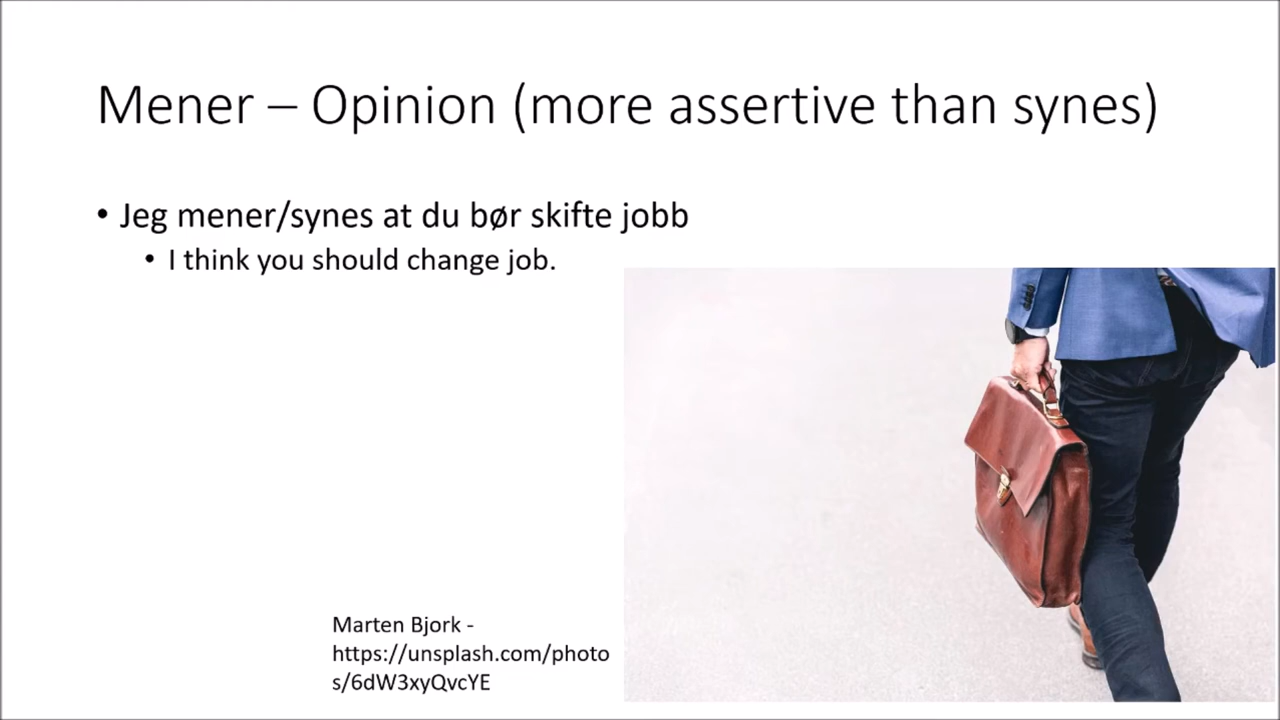 Mener – Opinion (more assertive than synes)
• Jeg mener/synes at du bør skifte jobb
• I think you should change job.
Marten Bjork -
https://unsplash.com/photo
s/6dW3xyQvcYE